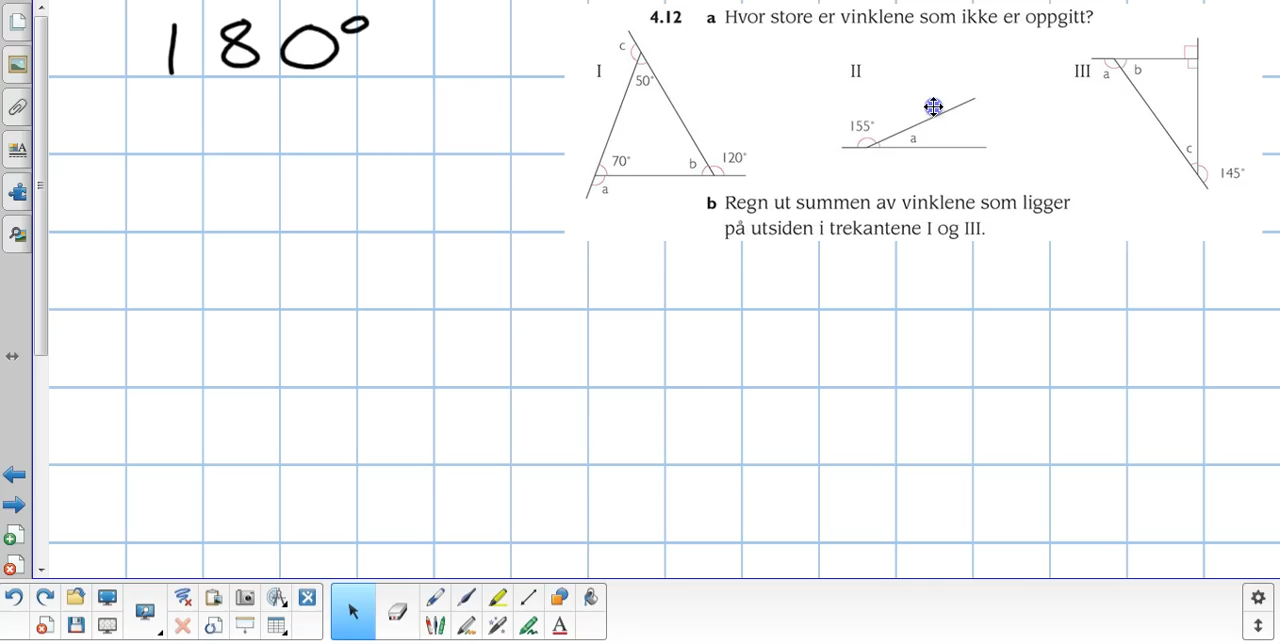 180°
4.12 a Hvor store er vinklene som ikke er oppgitt?
I
c
50°
70°
a
b
120°
II
155°
a
III
a
b
c
145°
b Regn ut summen av vinklene som ligger
på utsiden i trekantene I og III.